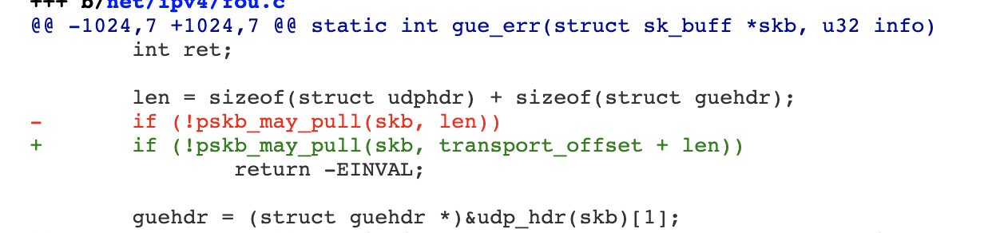 +++ b/net/ipv4/fou.c
@@ -1024,7 +1024,7 @@ static int gue_err(struct sk_buff *skb, u32 info)
        int ret;

        len = sizeof(struct udphdr) + sizeof(struct guehdr);
-       if (!pskb_may_pull(skb, len))
+       if (!pskb_may_pull(skb, transport_offset + len))
                return -EINVAL;

        guehdr = (struct guehdr *)&udp_hdr(skb)[1];